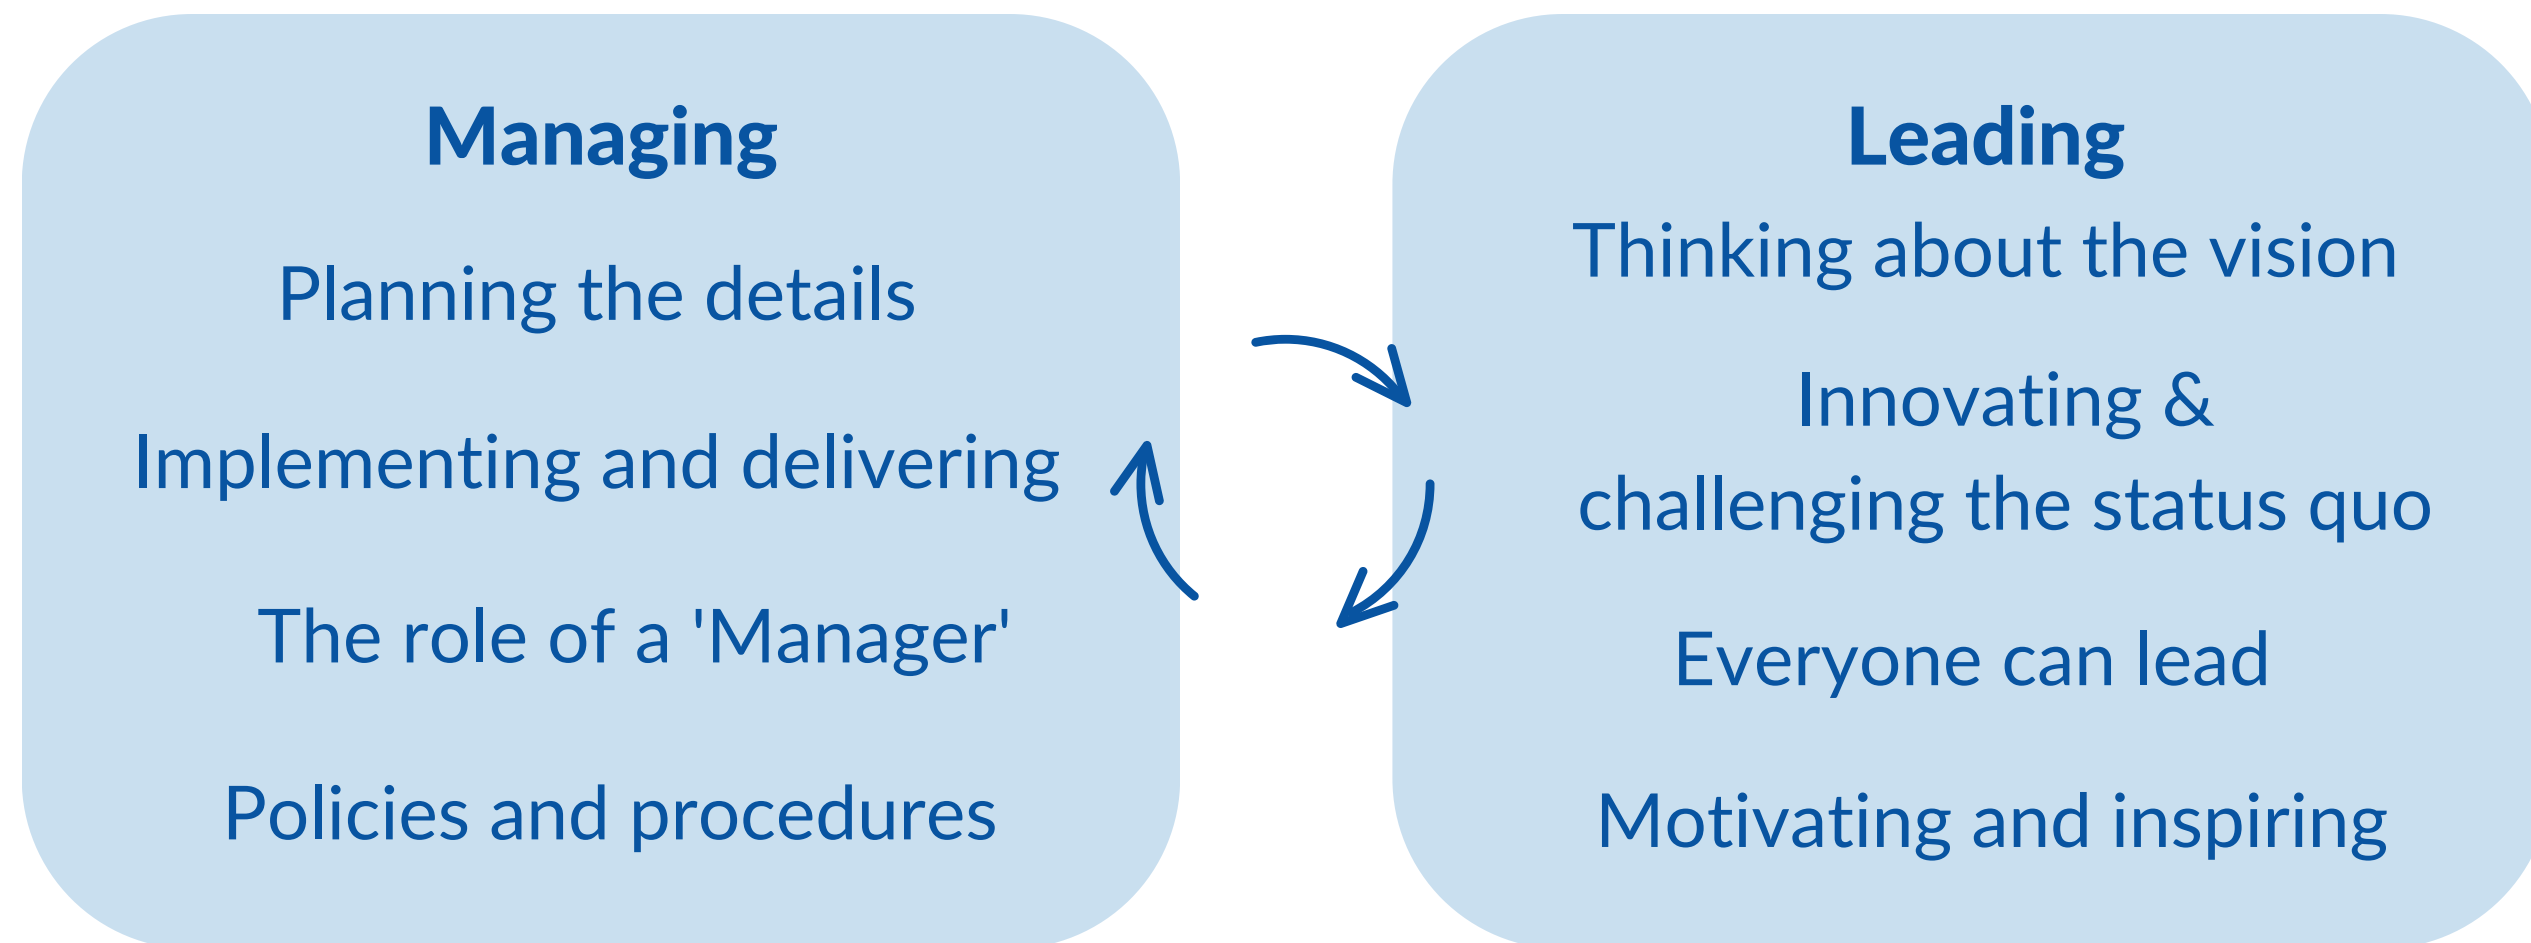 Managing
Planning the details
Implementing and delivering
The role of a 'Manager'
Policies and procedures
Leading
Thinking about the vision
Innovating &
challenging the status quo
Everyone can lead
Motivating and inspiring